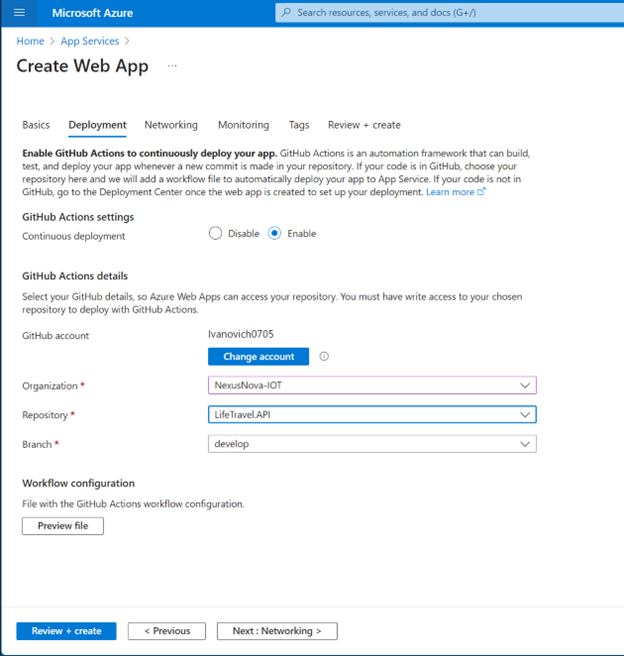 Microsoft Azure
Search resources, services, and docs (G+/)
Home > App Services >
Create Web App ...
Basics Deployment Networking Monitoring Tags Review + create
Enable GitHub Actions to continuously deploy your app. GitHub Actions is an automation framework that can build,
test, and deploy your app whenever a new commit is made in your repository. If your code is in GitHub, choose your
repository here and we will add a workflow file to automatically deploy your app to App Service. If your code is not in
GitHub, go to the Deployment Center once the web app is created to set up your deployment. Learn more
GitHub Actions settings
Continuous deployment Disable Enable
GitHub Actions details
Select your GitHub details, so Azure Web Apps can access your repository. You must have write access to your chosen
repository to deploy with GitHub Actions.
GitHub account Ivanovich0705
Change account
Organization * NexusNova-IOT
Repository * LifeTravel.API
Branch * develop
Workflow configuration
File with the GitHub Actions workflow configuration.
Preview file
Review + create < Previous Next : Networking >